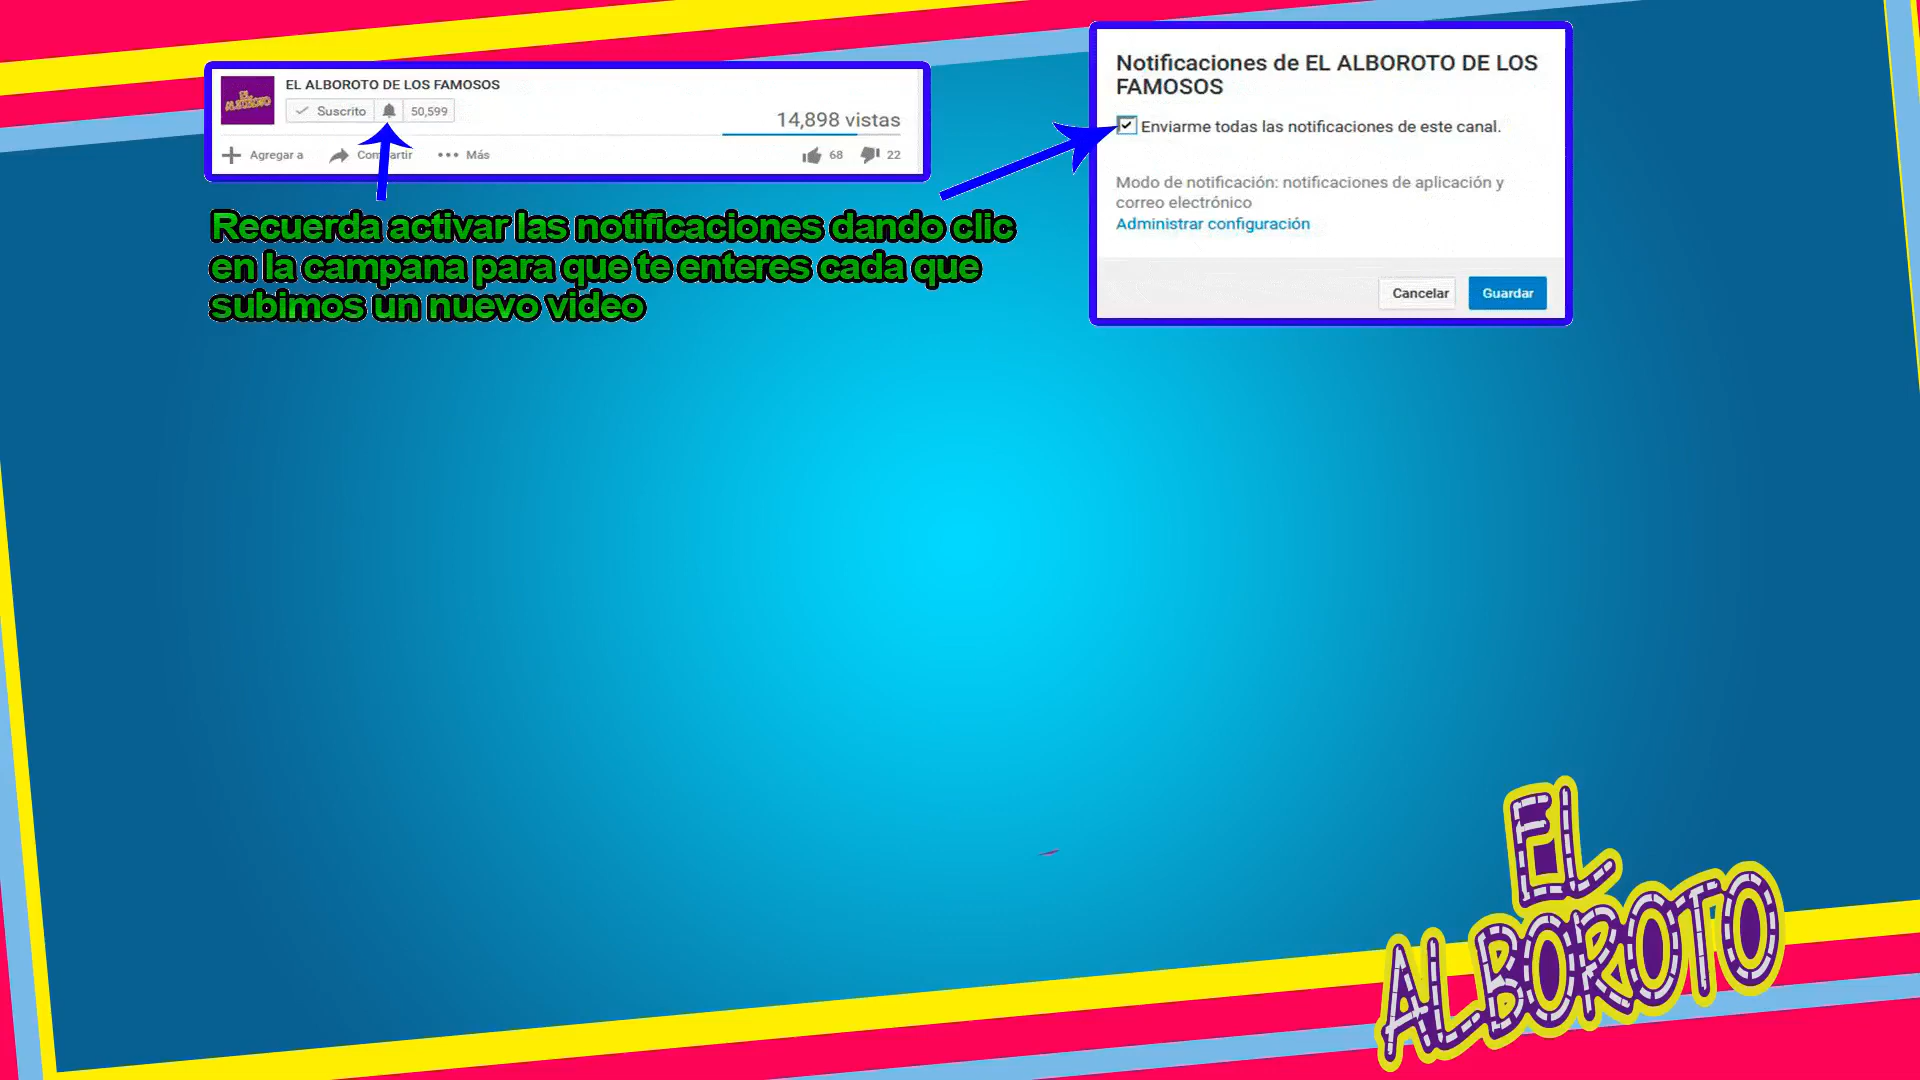 EL ALBOROTO
EL ALBOROTO DE LOS FAMOSOS
Suscrito 50,599
14,898 vistas
Agregar a Compartir Más 68 22
Recuerda activar las notificaciones dando clic
en la campana para que te enteres cada que
subimos un nuevo video
Notificaciones de EL ALBOROTO DE LOS
FAMOSOS
Enviarme todas las notificaciones de este canal.
Modo de notificación: notificaciones de aplicación y
correo electrónico
Administrar configuración
Cancelar Guardar
EL
ALBOROTO